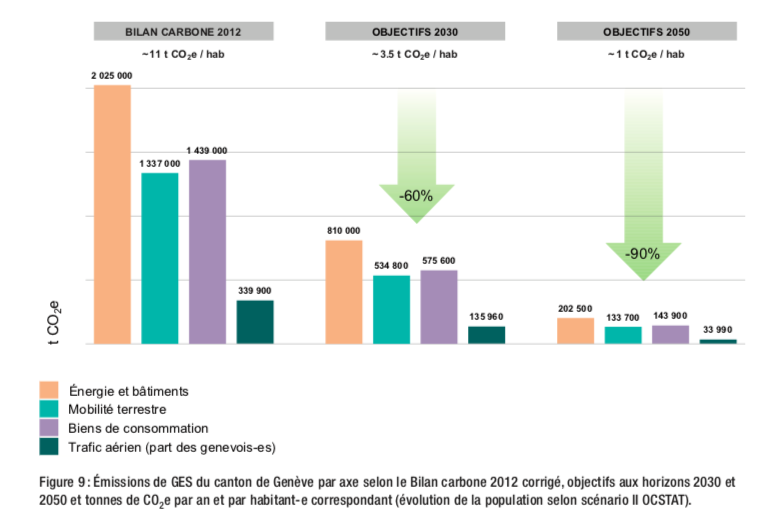 BILAN CARBONE 2012
OBJECTIFS 2030
OBJECTIFS 2050
~11 t CO₂e / hab
~ 3.5 t CO₂e / hab
~ 1 t CO₂e / hab
2 025 000
1 337 000
1 439 000
339 900
-60%
810 000
534 800
575 600
135 960
-90%
202 500
133 700
143 900
33 990
t CO₂e
Énergie et bâtiments
Mobilité terrestre
Biens de consommation
Trafic aérien (part des genevois-es)
Figure 9 : Émissions de GES du canton de Genève par axe selon le Bilan carbone 2012 corrigé, objectifs aux horizons 2030 et
2050 et tonnes de CO₂e par an et par habitant-e correspondant (évolution de la population selon scénario II OCSTAT).